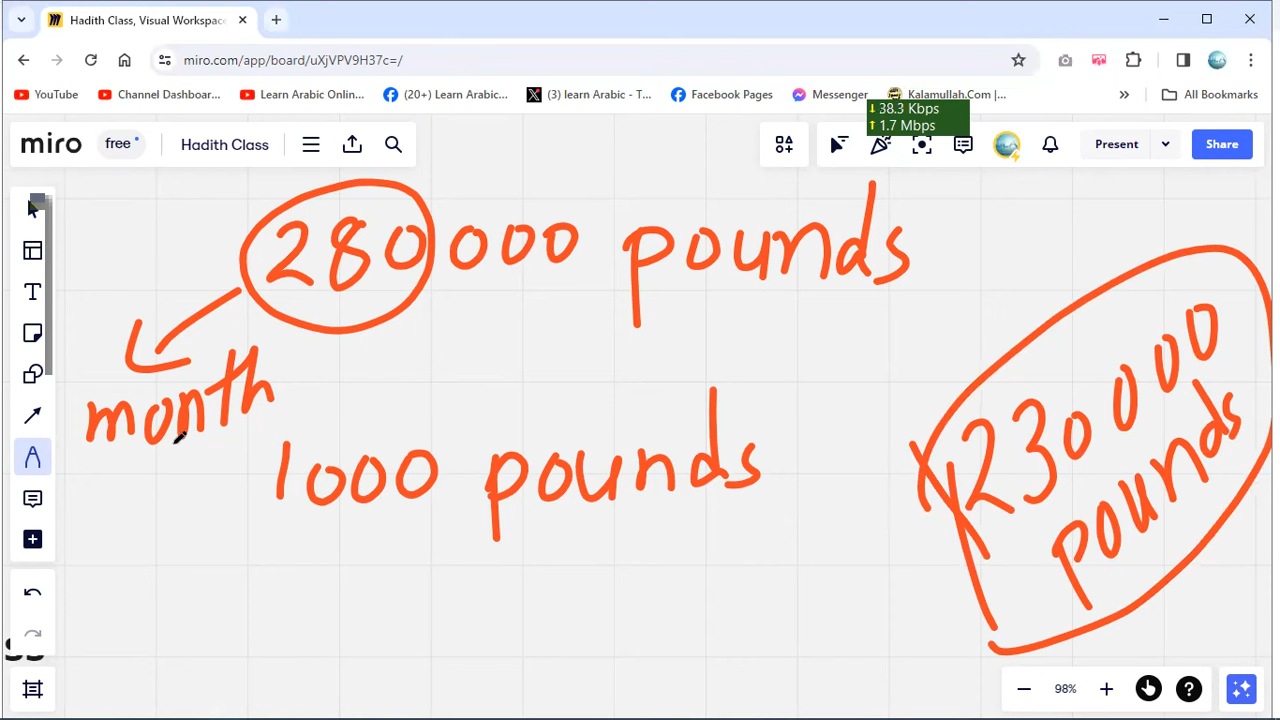 Hadith Class, Visual Workspace
miro.com/app/board/uXjVPV9H37c=/
YouTube
Channel Dashboar...
Learn Arabic Onlin...
(20+) Learn Arabic...
(3) learn Arabic - T...
Facebook Pages
Messenger
Kalamullah.Com |...
All Bookmarks
38.3 Kbps
1.7 Mbps
miro
free
Hadith Class
Present
Share
280000 pounds
month
1000 pounds
230000
pounds
98%